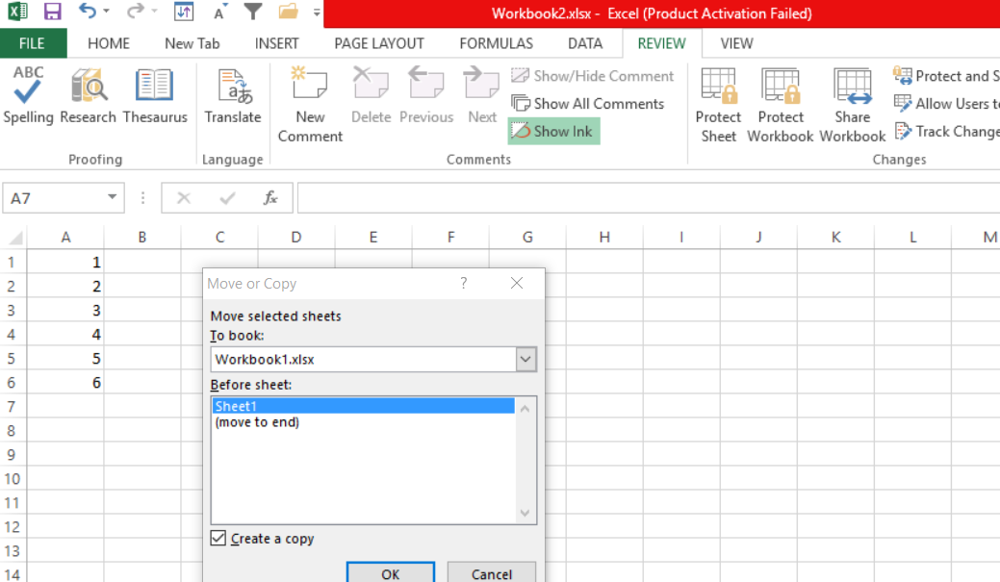 Workbook2.xlsx - Excel (Product Activation Failed)
FILE HOME New Tab INSERT PAGE LAYOUT FORMULAS DATA REVIEW VIEW
ABC
Spelling Research Thesaurus
Proofing
Translate
Language
New Comment
Delete Previous Next
Show/Hide Comment
Show All Comments
Show Ink
Comments
Protect Sheet
Protect Workbook
Share Workbook
Protect and S
Allow Users to
Track Change
Changes
A7 fx
A B C D E F G H I J K L M
1 1
2 2
3 3
4 4
5 5
6 6
7
8
9
10
11
12
13
14
Move or Copy ?
Move selected sheets
To book:
Workbook1.xlsx
Before sheet:
Sheet1
(move to end)
Create a copy
OK Cancel